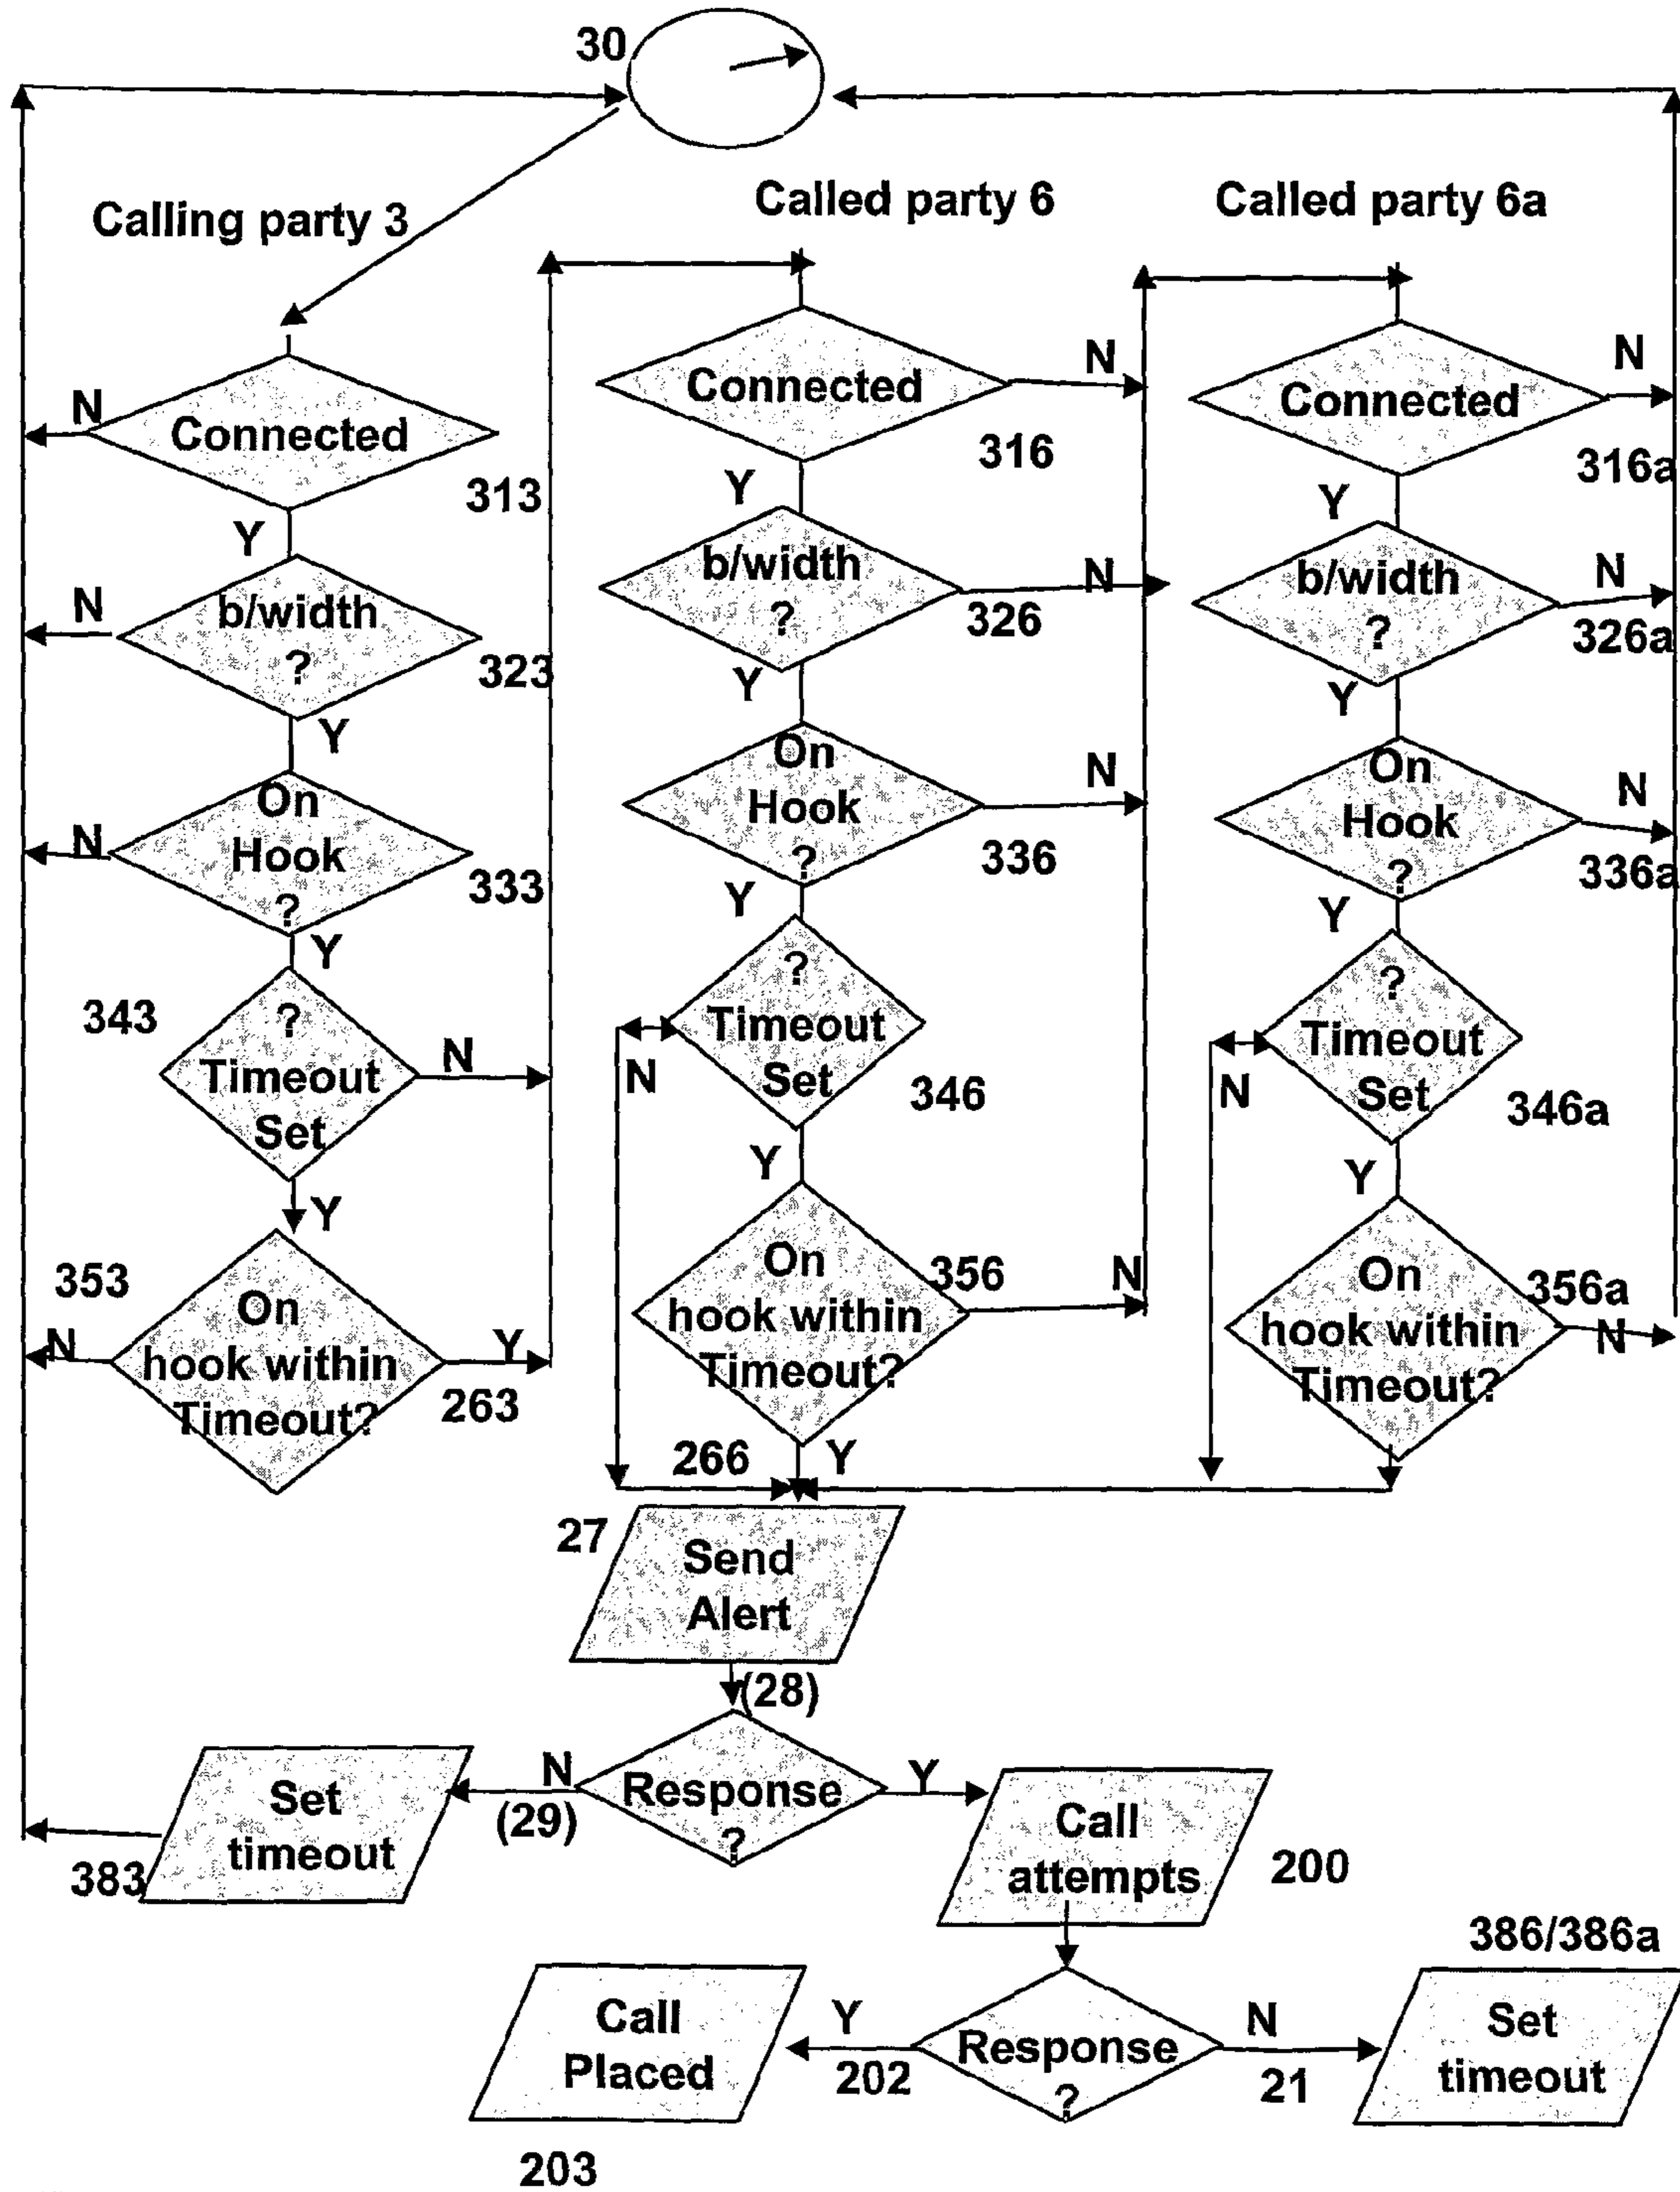 30
Calling party 3
Called party 6
Called party 6a
N
Connected
313
Y
N
b/width
?
323
Y
N
On
Hook
?
333
Y
343
?
Timeout
Set
N
Y
353
N
On
hook within
Timeout?
Y
263
Connected
N
316
Y
b/width
?
N
326
Y
On
Hook
?
N
336
Y
?
Timeout
Set
N
346
Y
On
hook within
Timeout?
356
N
266
Y
Connected
N
316a
Y
b/width
?
N
326a
Y
On
Hook
?
N
336a
Y
?
Timeout
Set
N
346a
Y
On
hook within
Timeout?
356a
N
27
Send
Alert
(28)
Response
?
N
(29)
Y
Set
timeout
383
Call
attempts
200
Response
?
Y
202
N
21
Call
Placed
203
386/386a
Set
timeout